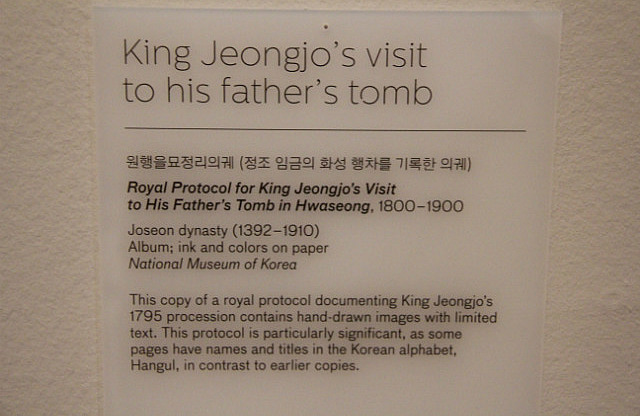 King Jeongjo's visit
to his father's tomb
원행을묘정리의궤 (정조 임금의 화성 행차를 기록한 의궤)
Royal Protocol for King Jeongjo's Visit
to His Father's Tomb in Hwaseong, 1800–1900
Joseon dynasty (1392–1910)
Album; ink and colors on paper
National Museum of Korea
This copy of a royal protocol documenting King Jeongjo's
1795 procession contains hand-drawn images with limited
text. This protocol is particularly significant, as some
pages have names and titles in the Korean alphabet,
Hangul, in contrast to earlier copies.